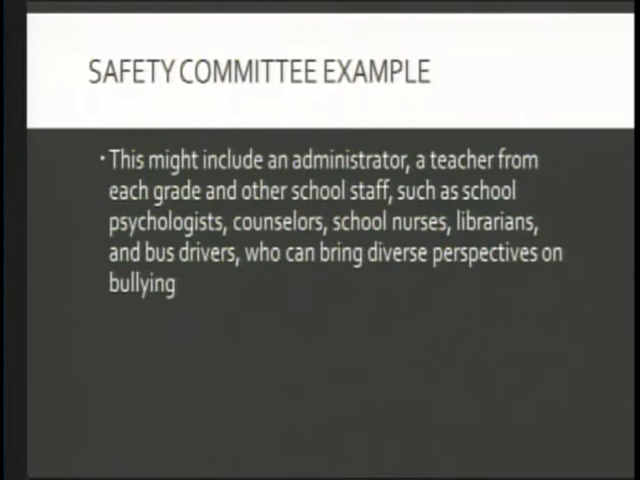 SAFETY COMMITTEE EXAMPLE
· This might include an administrator, a teacher from
each grade and other school staff, such as school
psychologists, counselors, school nurses, librarians,
and bus drivers, who can bring diverse perspectives on
bullying